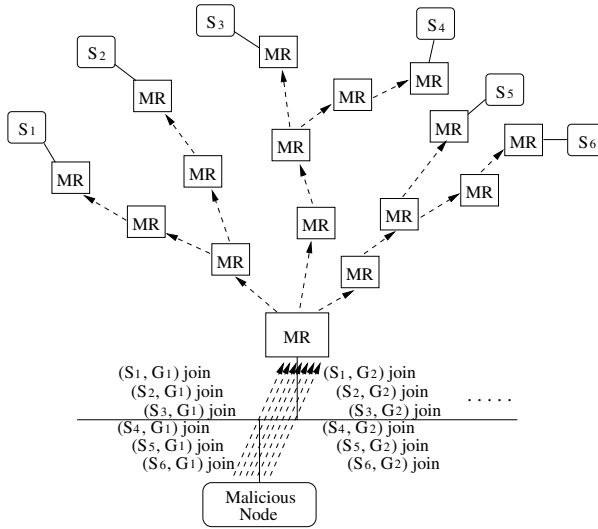 S3
S4
S2
MR
MR
MR
MR
S5
S1
MR
MR
MR
S6
MR
MR
MR
MR
MR
MR
MR
MR
MR
(S1, G1) join
(S2, G1) join
(S3, G1) join
(S4, G1) join
(S5, G1) join
(S6, G1) join
(S1, G2) join
(S2, G2) join
(S3, G2) join
(S4, G2) join
(S5, G2) join
(S6, G2) join
.....
Malicious
Node